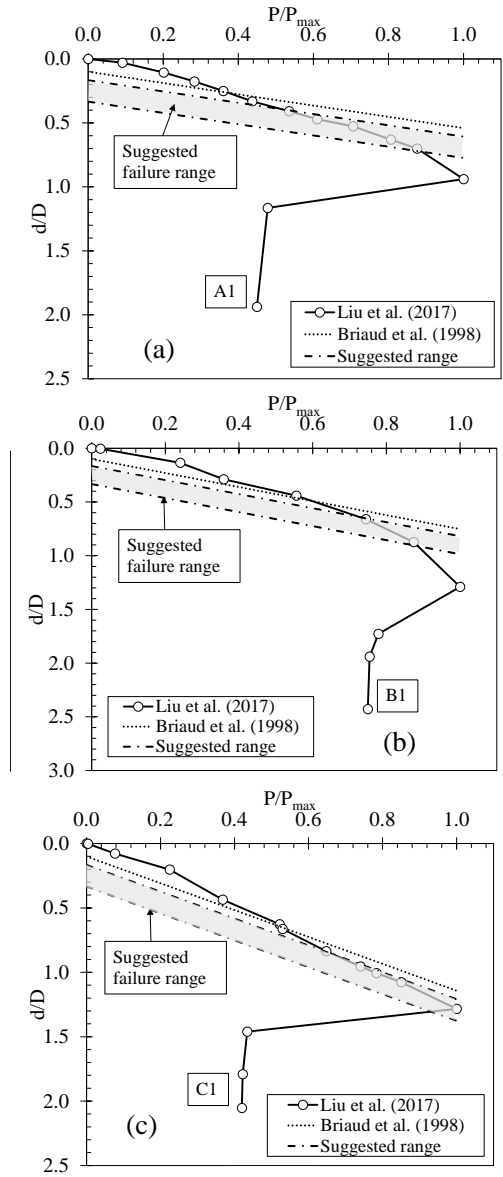 P/Pmax
0.0 0.2 0.4 0.6 0.8 1.0
0.0
0.5
1.0
1.5
2.0
2.5
d/D
Suggested
failure range
A1
(a)
Liu et al. (2017)
Briaud et al. (1998)
Suggested range
P/Pmax
0.0 0.2 0.4 0.6 0.8 1.0
0.0
0.5
1.0
1.5
2.0
2.5
3.0
d/D
Suggested
failure range
B1
Liu et al. (2017)
Briaud et al. (1998)
Suggested range
(b)
P/Pmax
0.0 0.2 0.4 0.6 0.8 1.0
0.0
0.5
1.0
1.5
2.0
2.5
d/D
Suggested
failure range
C1
(c)
Liu et al. (2017)
Briaud et al. (1998)
Suggested range